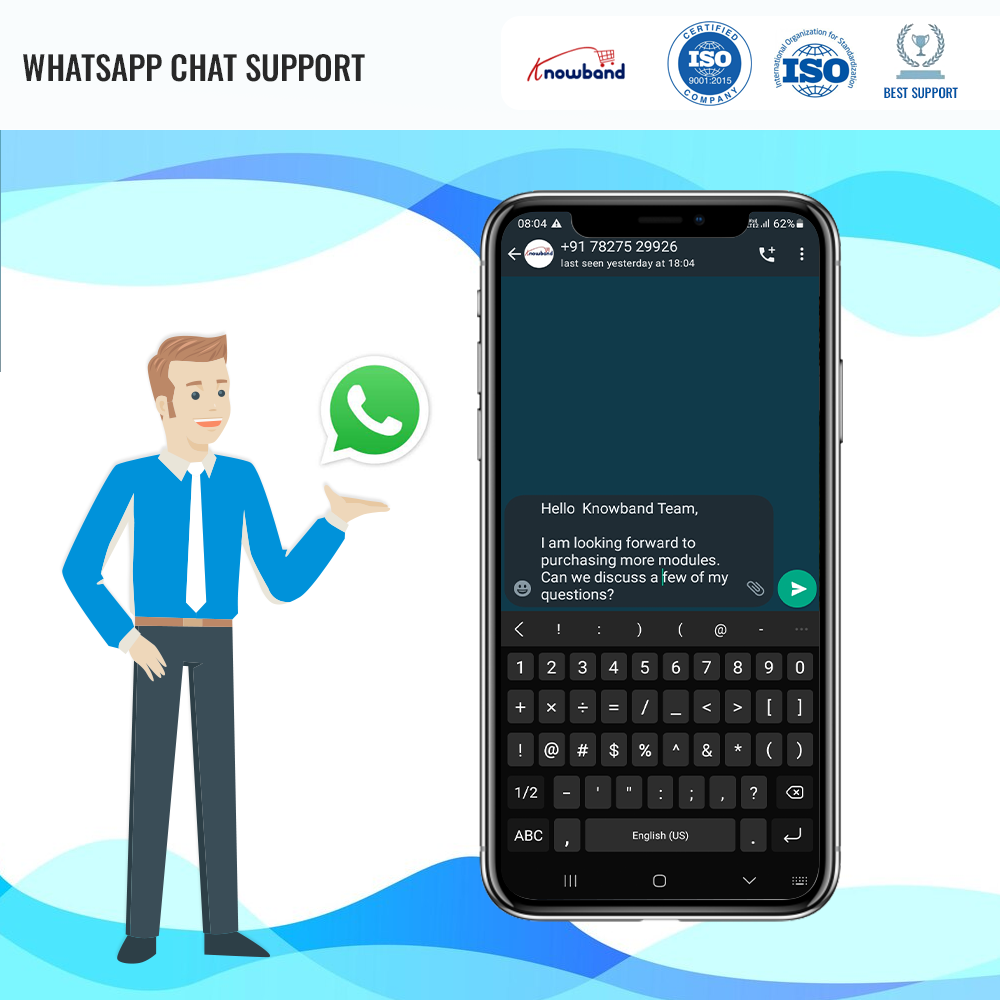 WHATSAPP CHAT SUPPORT
Knowband
CERTIFIED
ISO
9001:2015
COMPANY
International Organization for Standardization
ISO
BEST SUPPORT
08:04
62%
Knowband
+91 78275 29926
last seen yesterday at 18:04
Hello Knowband Team,
I am looking forward to
purchasing more modules.
Can we discuss a few of my
questions?
! : ) ( @ - ...
1 2 3 4 5 6 7 8 9 0
+ × ÷ = / _ < > [ ]
! @ # $ % ^ & * ( )
1/2 - ' " : ; , ?
ABC , English (US) .